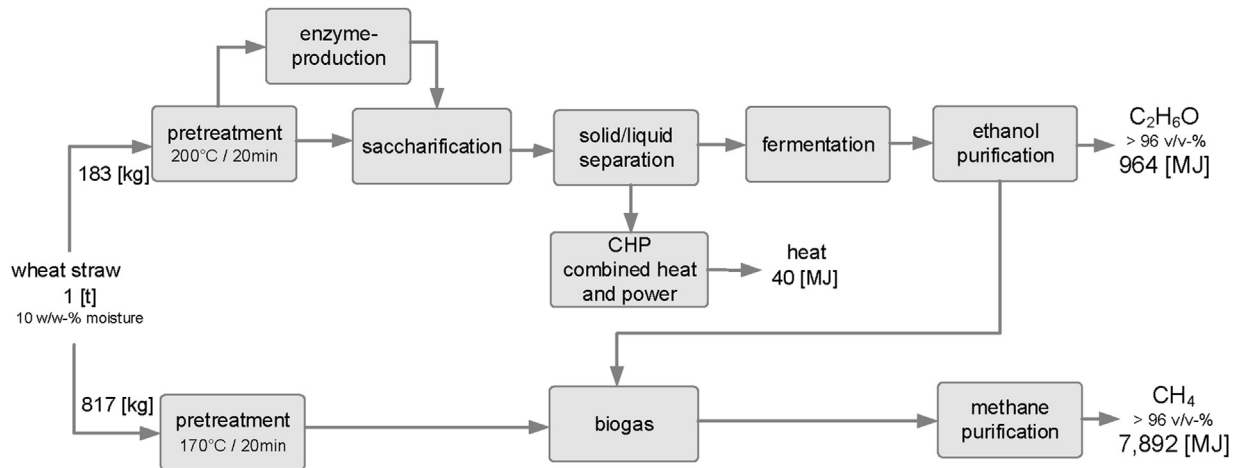 enzyme-
production
pretreatment
200°C / 20min
saccharification
solid/liquid
separation
fermentation
ethanol
purification
C₂H₆O
> 96 v/v-%
964 [MJ]
183 [kg]
CHP
combined heat
and power
heat
40 [MJ]
wheat straw
1 [t]
10 w/w-% moisture
817 [kg]
pretreatment
170°C / 20min
biogas
methane
purification
CH₄
> 96 v/v-%
7,892 [MJ]